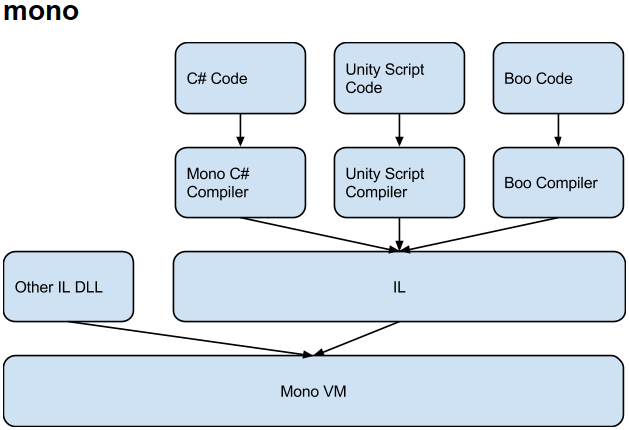 mono
C# Code
Unity Script
Code
Boo Code
Mono C#
Compiler
Unity Script
Compiler
Boo Compiler
Other IL DLL
IL
Mono VM